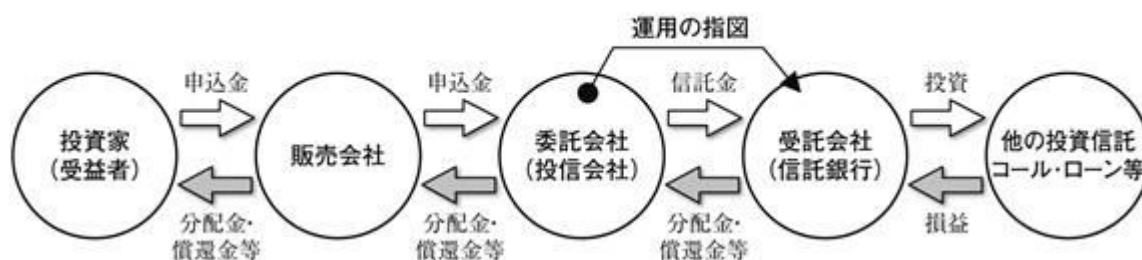 運用の指図
申込金
申込金
信託金
投資
投資家
(受益者)
販売会社
委託会社
(投信会社)
受託会社
(信託銀行)
他の投資信託
コール・ローン等
分配金・
償還金等
分配金・
償還金等
分配金・
償還金等
損益